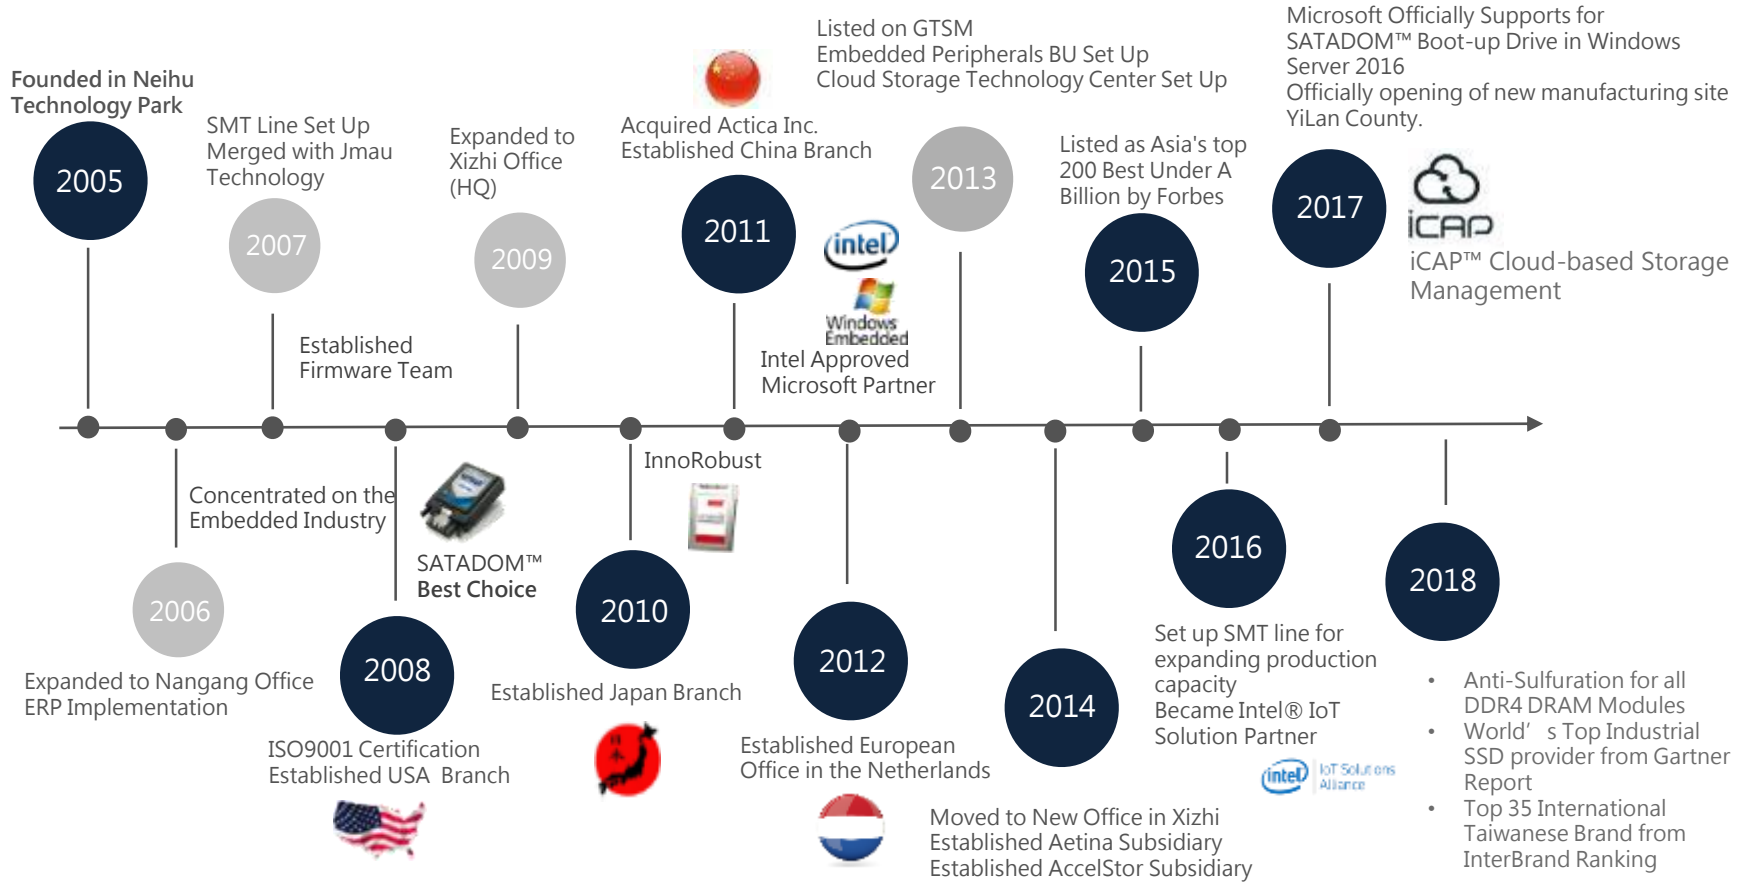 Founded in Neihu
Technology Park
2005
SMT Line Set Up
Merged with Jmau
Technology
2007
Established
Firmware Team
Expanded to
Xizhi Office
(HQ)
2009
Acquired Actica Inc.
Established China Branch
2011
intel
Windows
Embedded
Intel Approved
Microsoft Partner
Listed on GTSM
Embedded Peripherals BU Set Up
Cloud Storage Technology Center Set Up
2013
Listed as Asia's top
200 Best Under A
Billion by Forbes
2015
Microsoft Officially Supports for
SATADOM™ Boot-up Drive in Windows
Server 2016
Officially opening of new manufacturing site
YiLan County.
2017
iCAP
iCAP™ Cloud-based Storage
Management
Concentrated on the
Embedded Industry
2006
Expanded to Nangang Office
ERP Implementation
SATADOM™
Best Choice
2008
ISO9001 Certification
Established USA Branch
InnoRobust
2010
Established Japan Branch
日本
2012
Established European
Office in the Netherlands
2014
Moved to New Office in Xizhi
Established Aetina Subsidiary
Established AccelStor Subsidiary
2016
Set up SMT line for
expanding production
capacity
Became Intel® IoT
Solution Partner
intel
IoT Solutions
Alliance
2018
• Anti-Sulfuration for all
DDR4 DRAM Modules
• World’s Top Industrial
SSD provider from Gartner
Report
• Top 35 International
Taiwanese Brand from
InterBrand Ranking